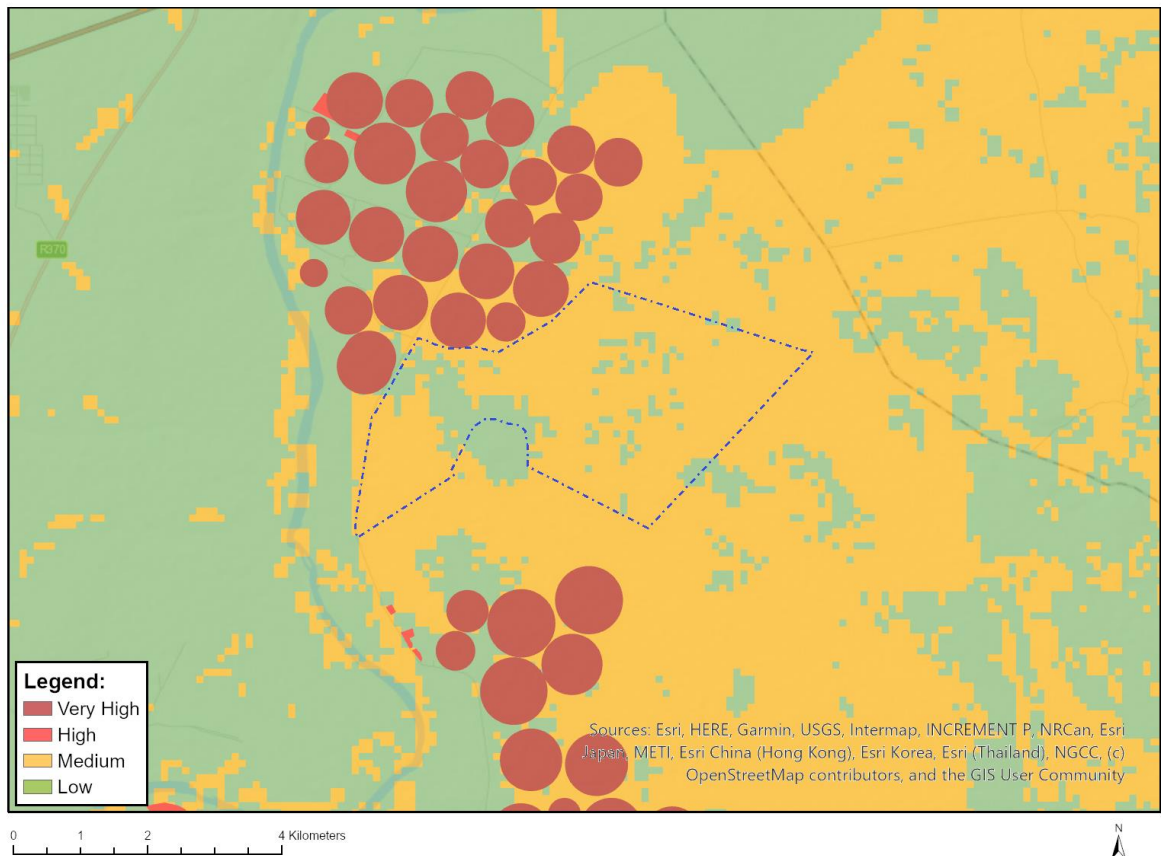 R370
Legend:
Very High
High
Medium
Low
Sources: Esri, HERE, Garmin, USGS, Intermap, INCREMENT P, NRCan, Esri
Japan, METI, Esri China (Hong Kong), Esri Korea, Esri (Thailand), NGCC, (c)
OpenStreetMap contributors, and the GIS User Community
0 1 2 4 Kilometers
N